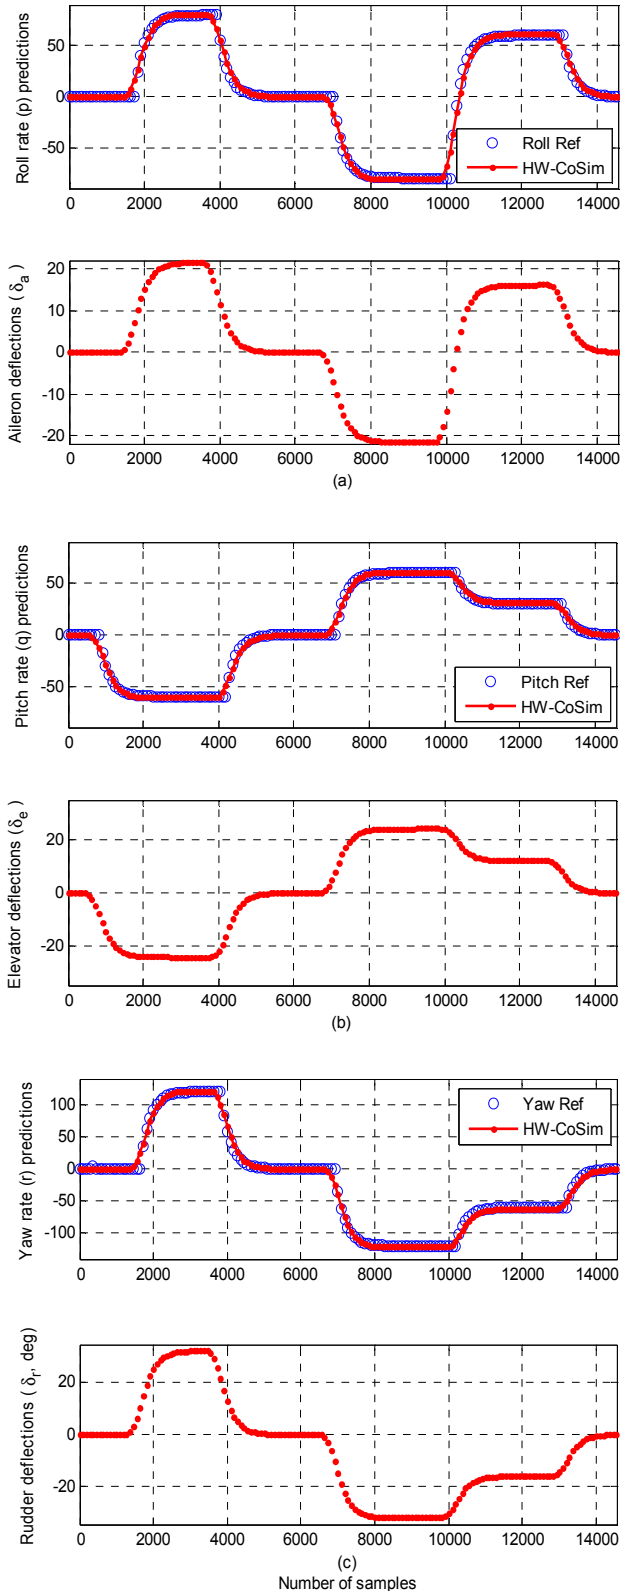 Roll rate (p) predictions
50
0
-50
0 2000 4000 6000 8000 10000 12000 14000
Roll Ref
HW-CoSim
Aileron deflections ( δa )
20
10
0
-10
-20
0 2000 4000 6000 8000 10000 12000 14000
(a)
Pitch rate (q) predictions
50
0
-50
0 2000 4000 6000 8000 10000 12000 14000
Pitch Ref
HW-CoSim
Elevator deflections (δe )
20
0
-20
0 2000 4000 6000 8000 10000 12000 14000
(b)
Yaw rate (r) predictions
100
50
0
-50
-100
0 2000 4000 6000 8000 10000 12000 14000
Yaw Ref
HW-CoSim
Rudder deflections ( δr, deg)
20
0
-20
0 2000 4000 6000 8000 10000 12000 14000
(c)
Number of samples